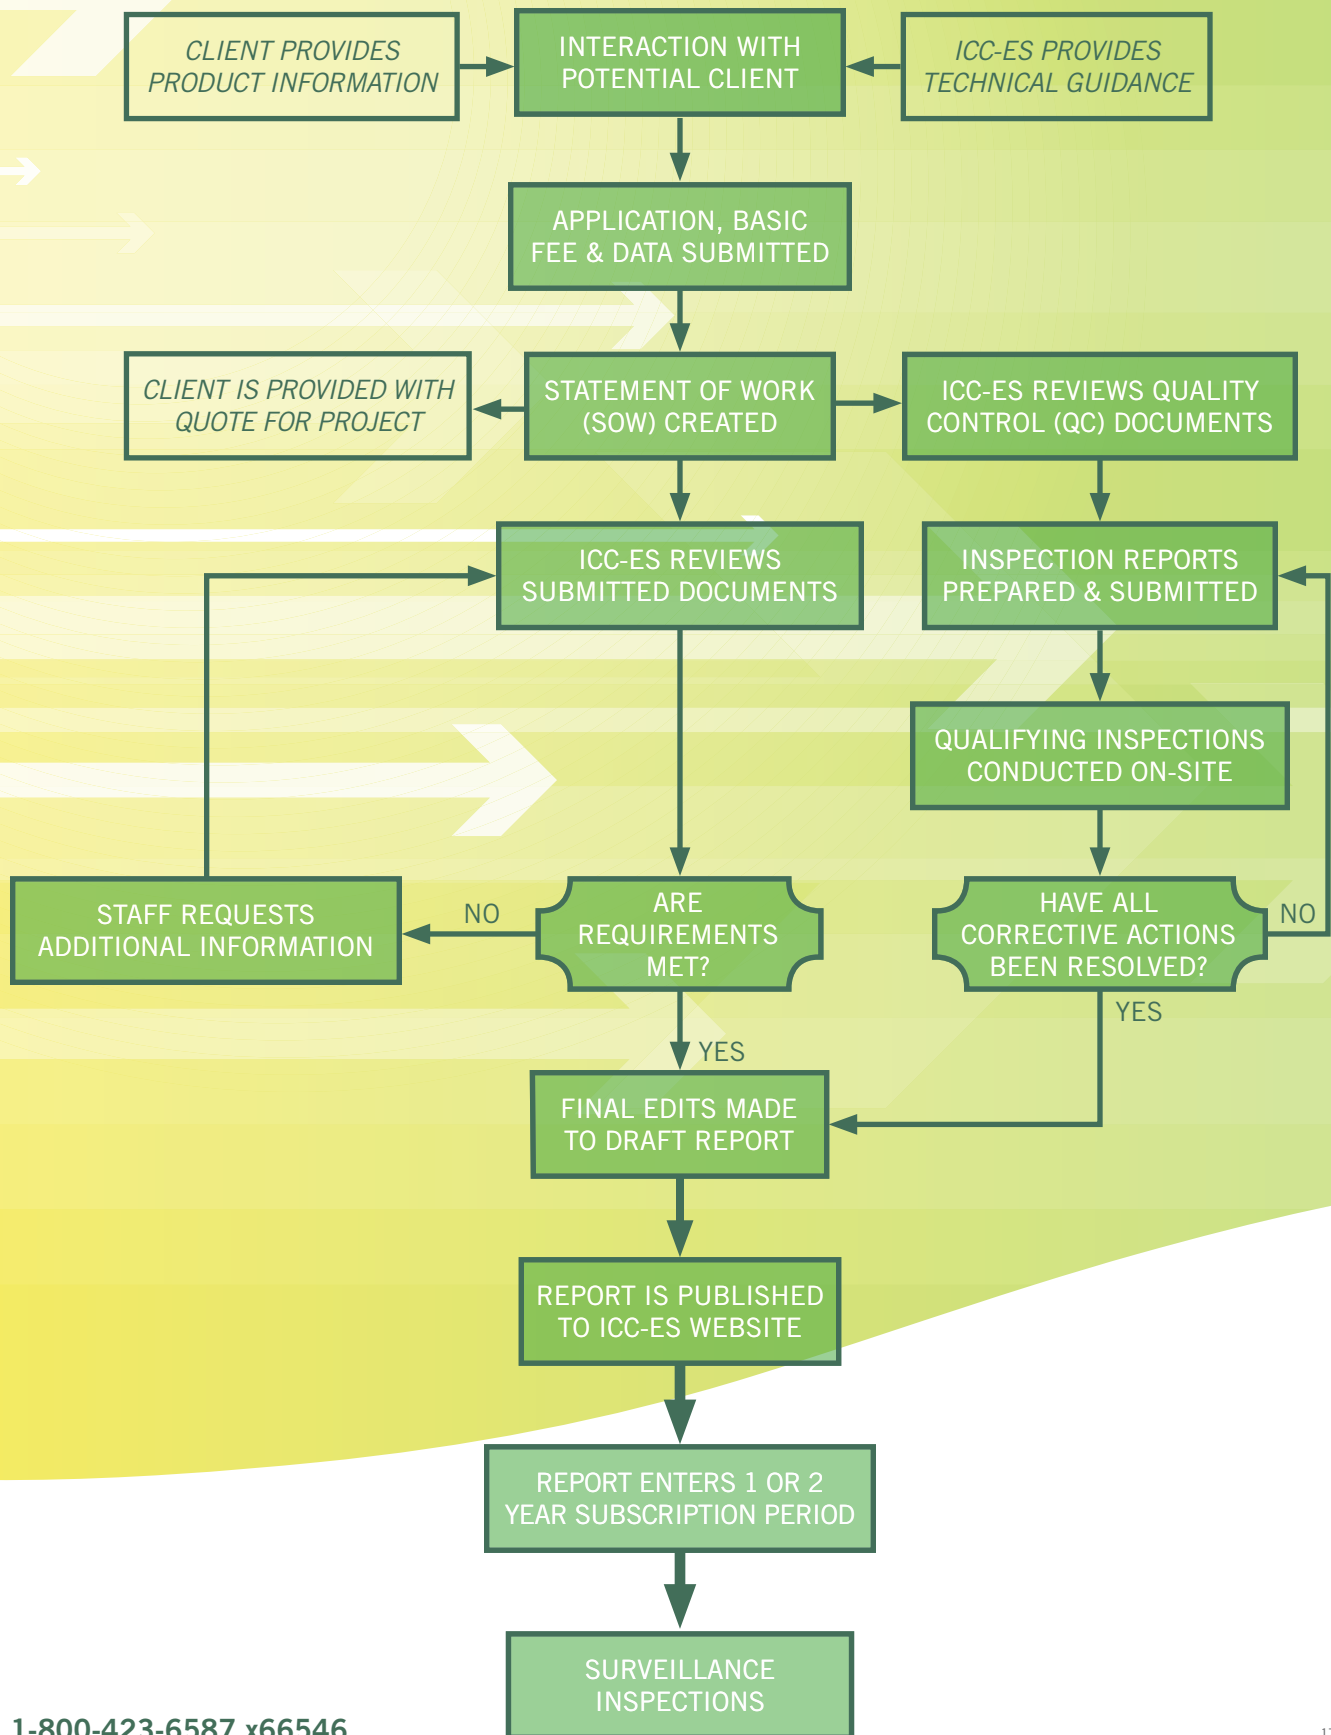 CLIENT PROVIDES
PRODUCT INFORMATION
INTERACTION WITH
POTENTIAL CLIENT
ICC-ES PROVIDES
TECHNICAL GUIDANCE
APPLICATION, BASIC
FEE & DATA SUBMITTED
CLIENT IS PROVIDED WITH
QUOTE FOR PROJECT
STATEMENT OF WORK
(SOW) CREATED
ICC-ES REVIEWS QUALITY
CONTROL (QC) DOCUMENTS
ICC-ES REVIEWS
SUBMITTED DOCUMENTS
INSPECTION REPORTS
PREPARED & SUBMITTED
QUALIFYING INSPECTIONS
CONDUCTED ON-SITE
STAFF REQUESTS
ADDITIONAL INFORMATION
NO
ARE
REQUIREMENTS
MET?
HAVE ALL
CORRECTIVE ACTIONS
BEEN RESOLVED?
NO
YES
YES
FINAL EDITS MADE
TO DRAFT REPORT
REPORT IS PUBLISHED
TO ICC-ES WEBSITE
REPORT ENTERS 1 OR 2
YEAR SUBSCRIPTION PERIOD
SURVEILLANCE
INSPECTIONS
1-800-423-6587 x66546